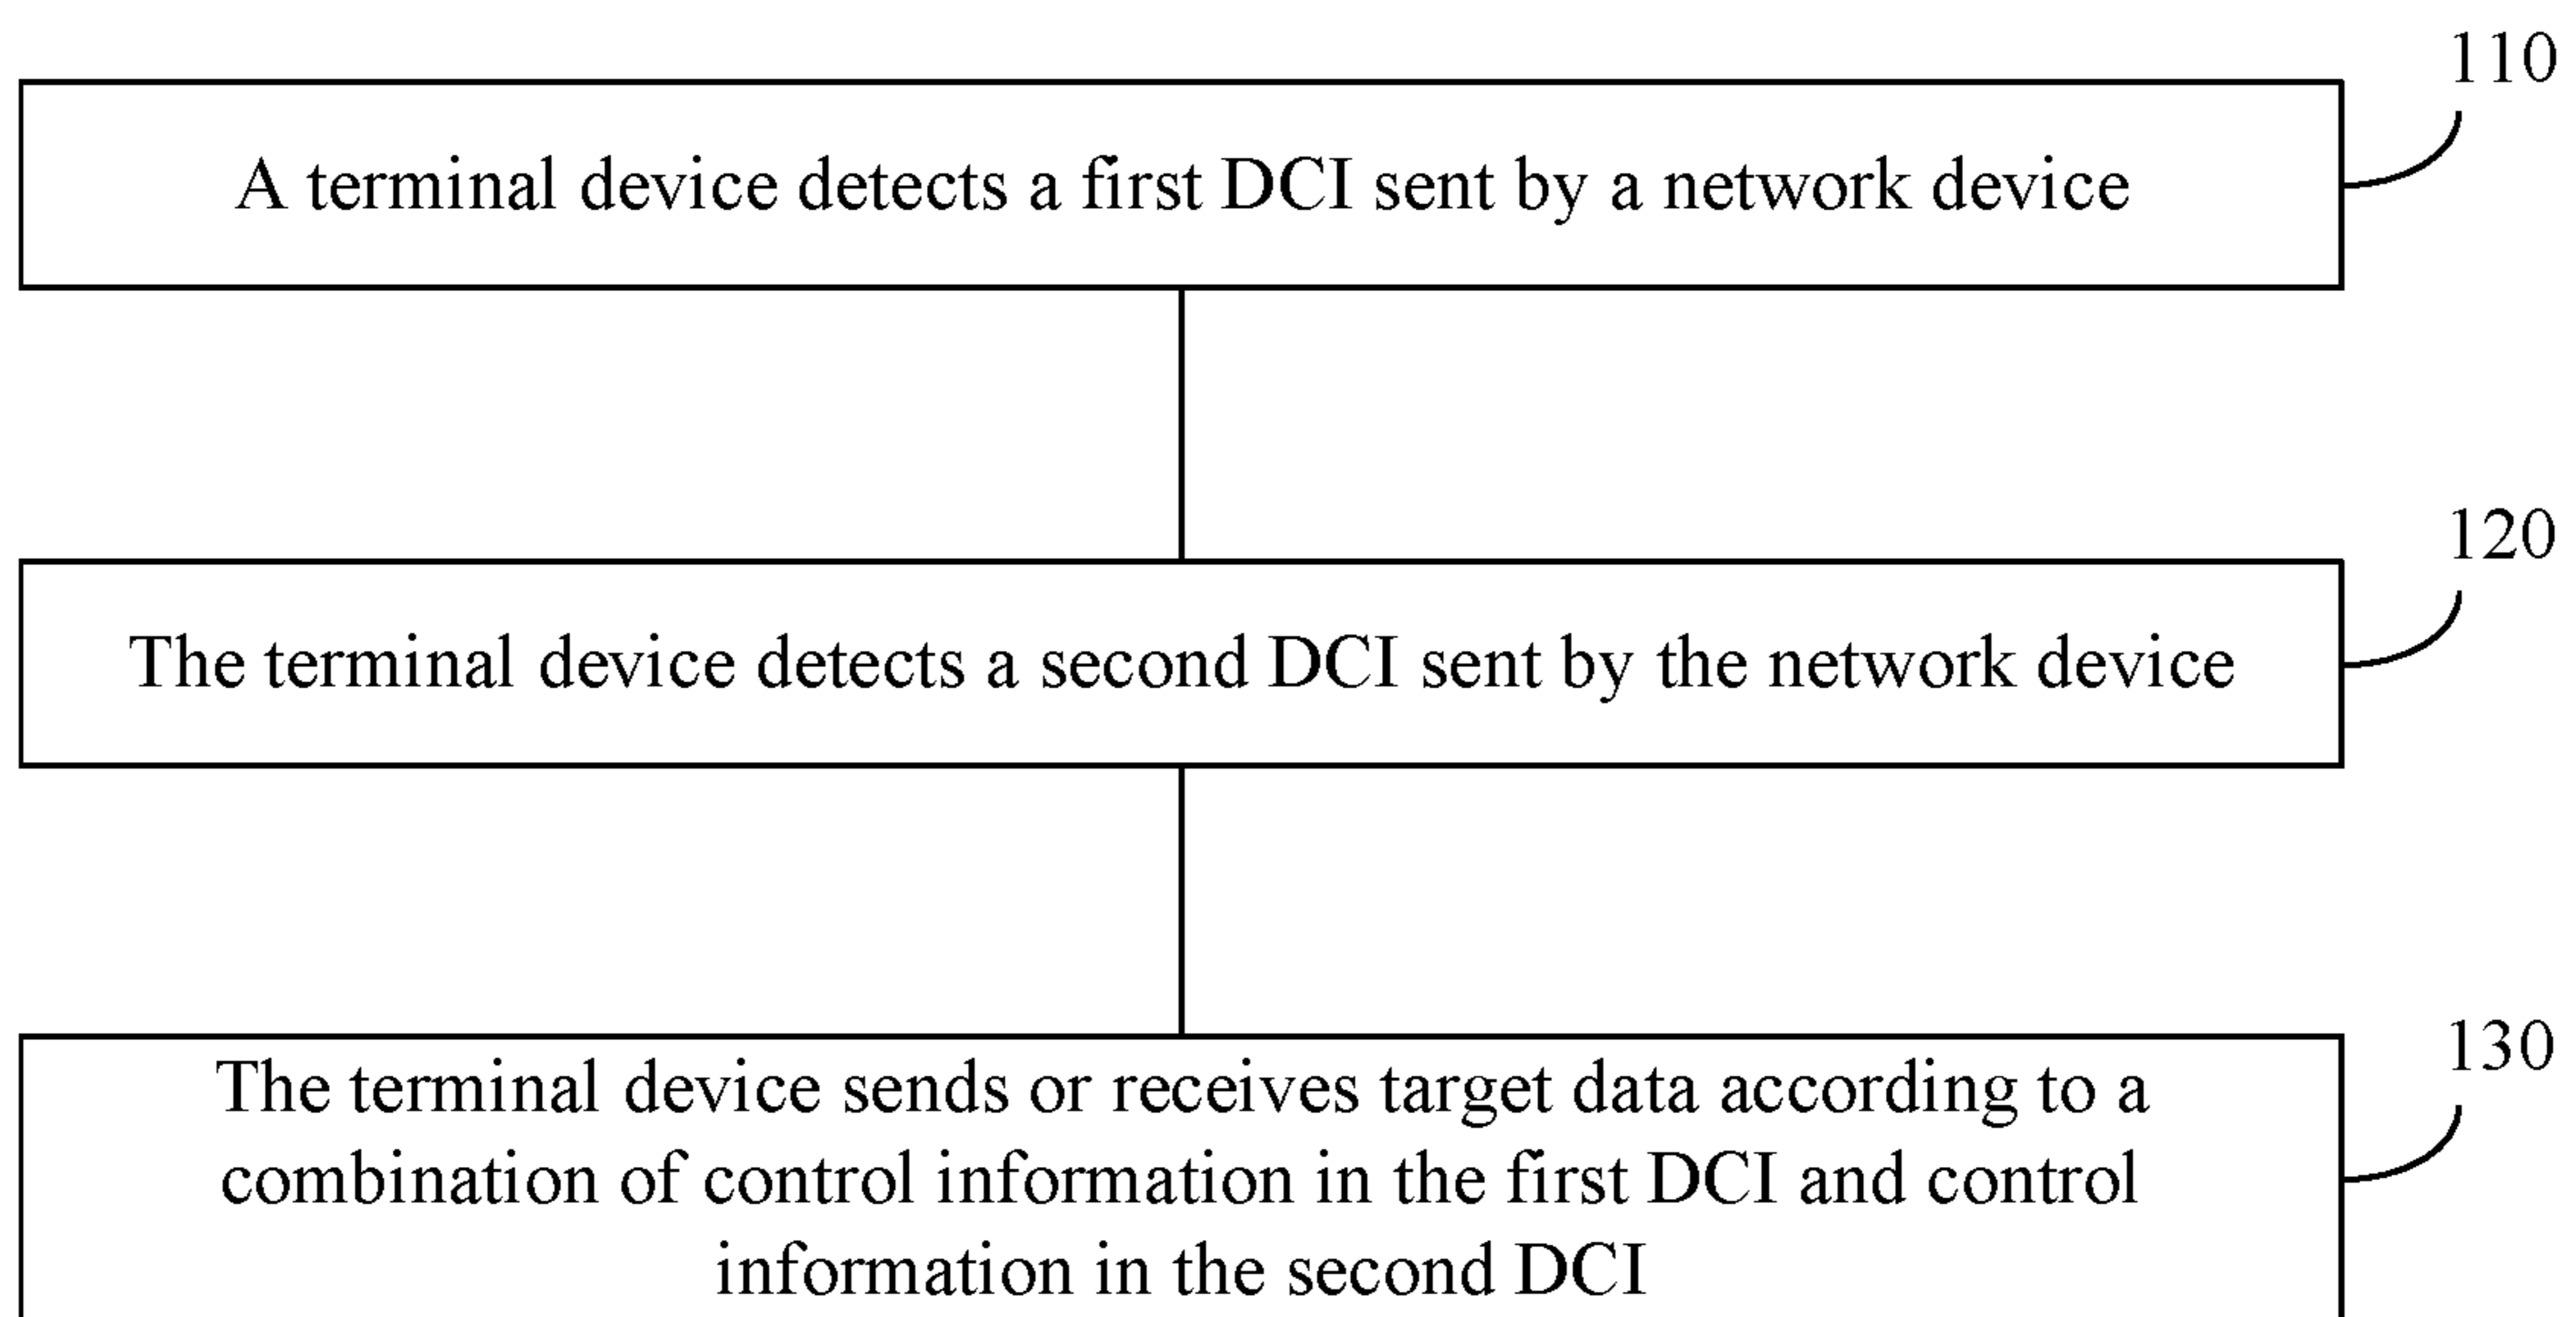 110
A terminal device detects a first DCI sent by a network device
120
The terminal device detects a second DCI sent by the network device
130
The terminal device sends or receives target data according to a
combination of control information in the first DCI and control
information in the second DCI